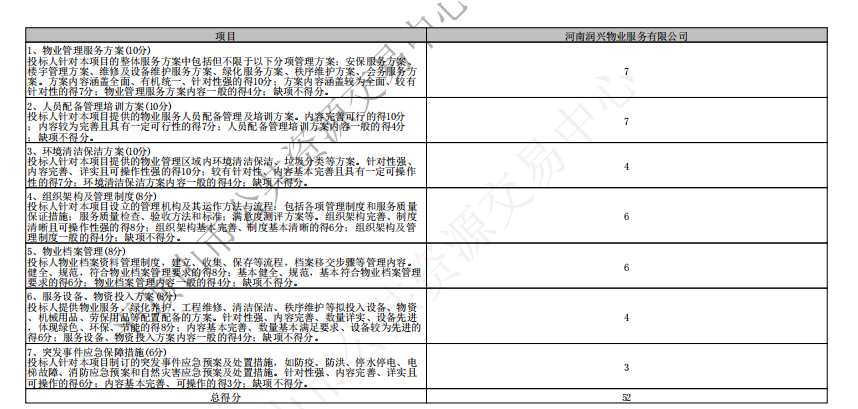 项目 河南润兴物业服务有限公司
1、物业管理服务方案(10分)
投标人针对本项目的整体服务方案中包括但不限于以下分项管理方案：安保服务方案、
楼宇管理方案、维修及设备维护服务方案、绿化服务方案、秩序维护方案、会务服务方
案。方案内容涵盖全面、有机统一、针对性强的得10分；方案内容涵盖较为全面、较有
针对性的得7分；物业管理服务方案内容一般的得4分；缺项不得分。
7
2、人员配备管理培训方案(10分)
投标人针对本项目提供的物业服务人员配备管理及培训方案。内容完善可行的得10分
；内容较为完善且具有一定可行性的得7分；人员配备管理培训方案内容一般的得4分
；缺项不得分。
7
3、环境清洁保洁方案(10分)
投标人针对本项目提供的物业管理区域内环境清洁保洁、垃圾分类等方案。针对性强、
内容完善、详实且可操作性强的得10分；较有针对性、内容基本完善且具有一定可操作
性的得7分；环境清洁保洁方案内容一般的得4分；缺项不得分。
4
4、组织架构及管理制度(8分)
投标人针对本项目设立的管理机构及其运作方法与流程：包括各项管理制度和服务质量
保证措施；服务质量检查、验收方法和标准；满意度测评方案等。组织架构完善、制度
清晰且可操作性强的得8分；组织架构基本完善、制度基本清晰的得6分；组织架构及管
理制度一般的得4分；缺项不得分。
6
5、物业档案管理(8分)
投标人物业档案资料管理制度，建立、收集、保存等流程，档案移交步骤等管理内容。
健全、规范，符合物业档案管理要求的得8分；基本健全、规范，基本符合物业档案管理
要求的得6分；物业档案管理内容一般的得4分；缺项不得分。
6
6、服务设备、物资投入方案(8分)
投标人提供物业服务、绿化养护、工程维修、清洁保洁、秩序维护等拟投入设备、物资
、机械用品、劳保用品等配置配备的方案。针对性强、内容完善、数量详实、设备先进
，体现绿色、环保、节能的得8分；内容基本完善、数量基本满足要求、设备较为先进的
得6分；服务设备、物资投入方案内容一般的得4分；缺项不得分。
4
7、突发事件应急保障措施(6分)
投标人针对本项目制订的突发事件应急预案及处置措施，如防疫、防洪、停水停电、电
梯故障、消防应急预案和自然灾害应急预案及处置措施。针对性强、内容完善、详实且
可操作的得6分；内容基本完善、可操作的得3分；缺项不得分。
3
总得分 52
山市公共资源交易中心
山市公共资源交易中心